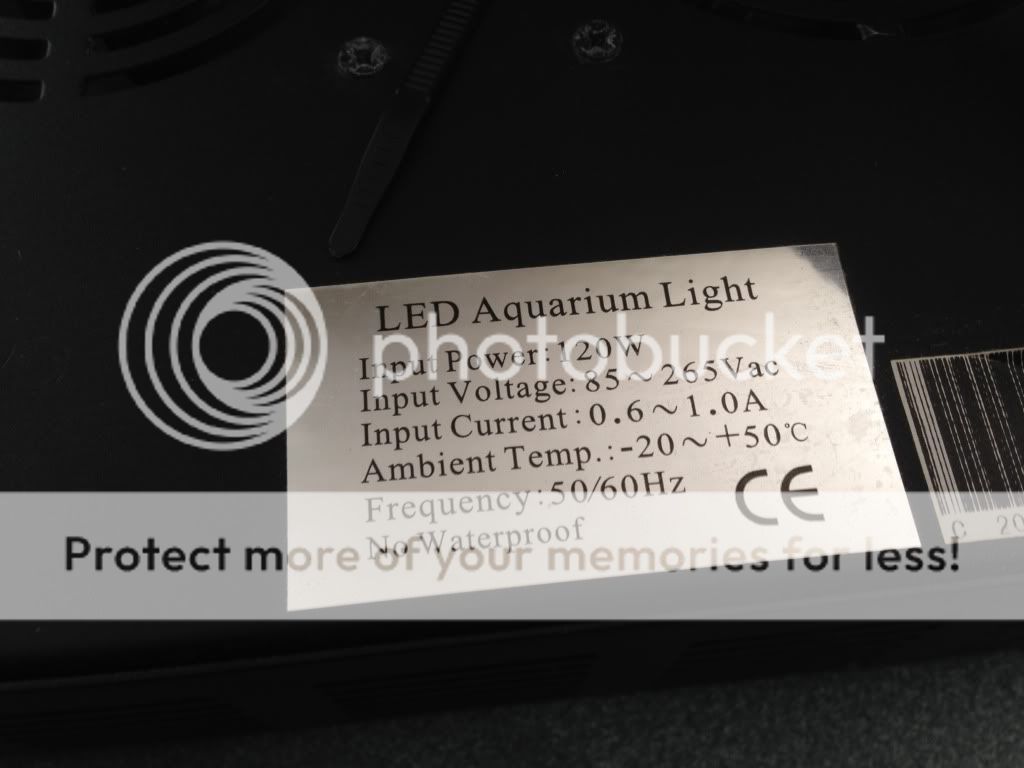 LED Aquarium Light
Input Power:120W
Input Voltage:85~265Vac
Input Current:0.6~1.0A
Ambient Temp.:-20~+50℃
Frequency:50/60Hz
No Waterproof
CE
photobucket
Protect more of your memories for less!
C 20